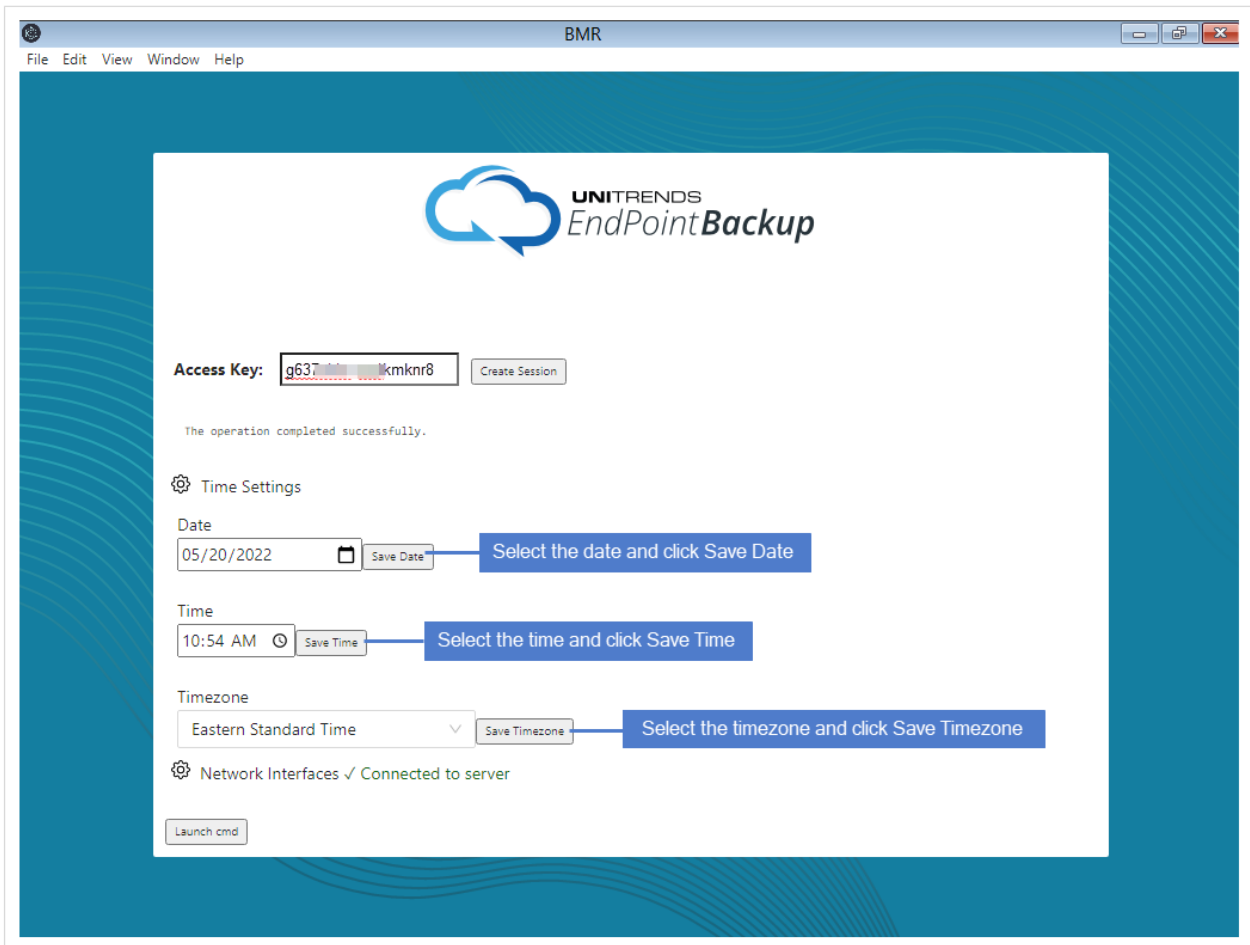 BMR
File Edit View Window Help
UNITRENDS
EndPointBackup
Access Key: g637 kmknr8 Create Session
The operation completed successfully.
Time Settings
Date
05/20/2022 Save Date Select the date and click Save Date
Time
10:54 AM Save Time Select the time and click Save Time
Timezone
Eastern Standard Time Save Timezone Select the timezone and click Save Timezone
Network Interfaces ✓ Connected to server
Launch cmd